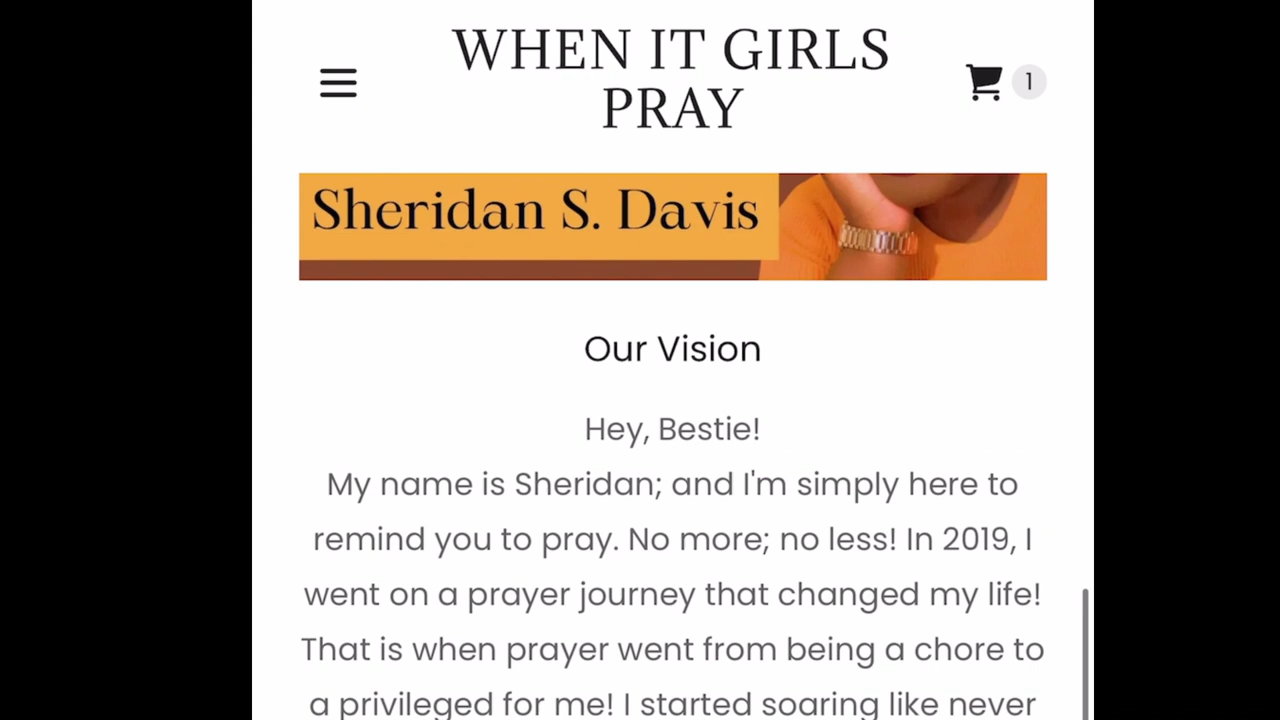 WHEN IT GIRLS
PRAY
1
Sheridan S. Davis
Our Vision
Hey, Bestie!
My name is Sheridan; and I'm simply here to
remind you to pray. No more; no less! In 2019, I
went on a prayer journey that changed my life!
That is when prayer went from being a chore to
a privileged for me! I started soaring like never